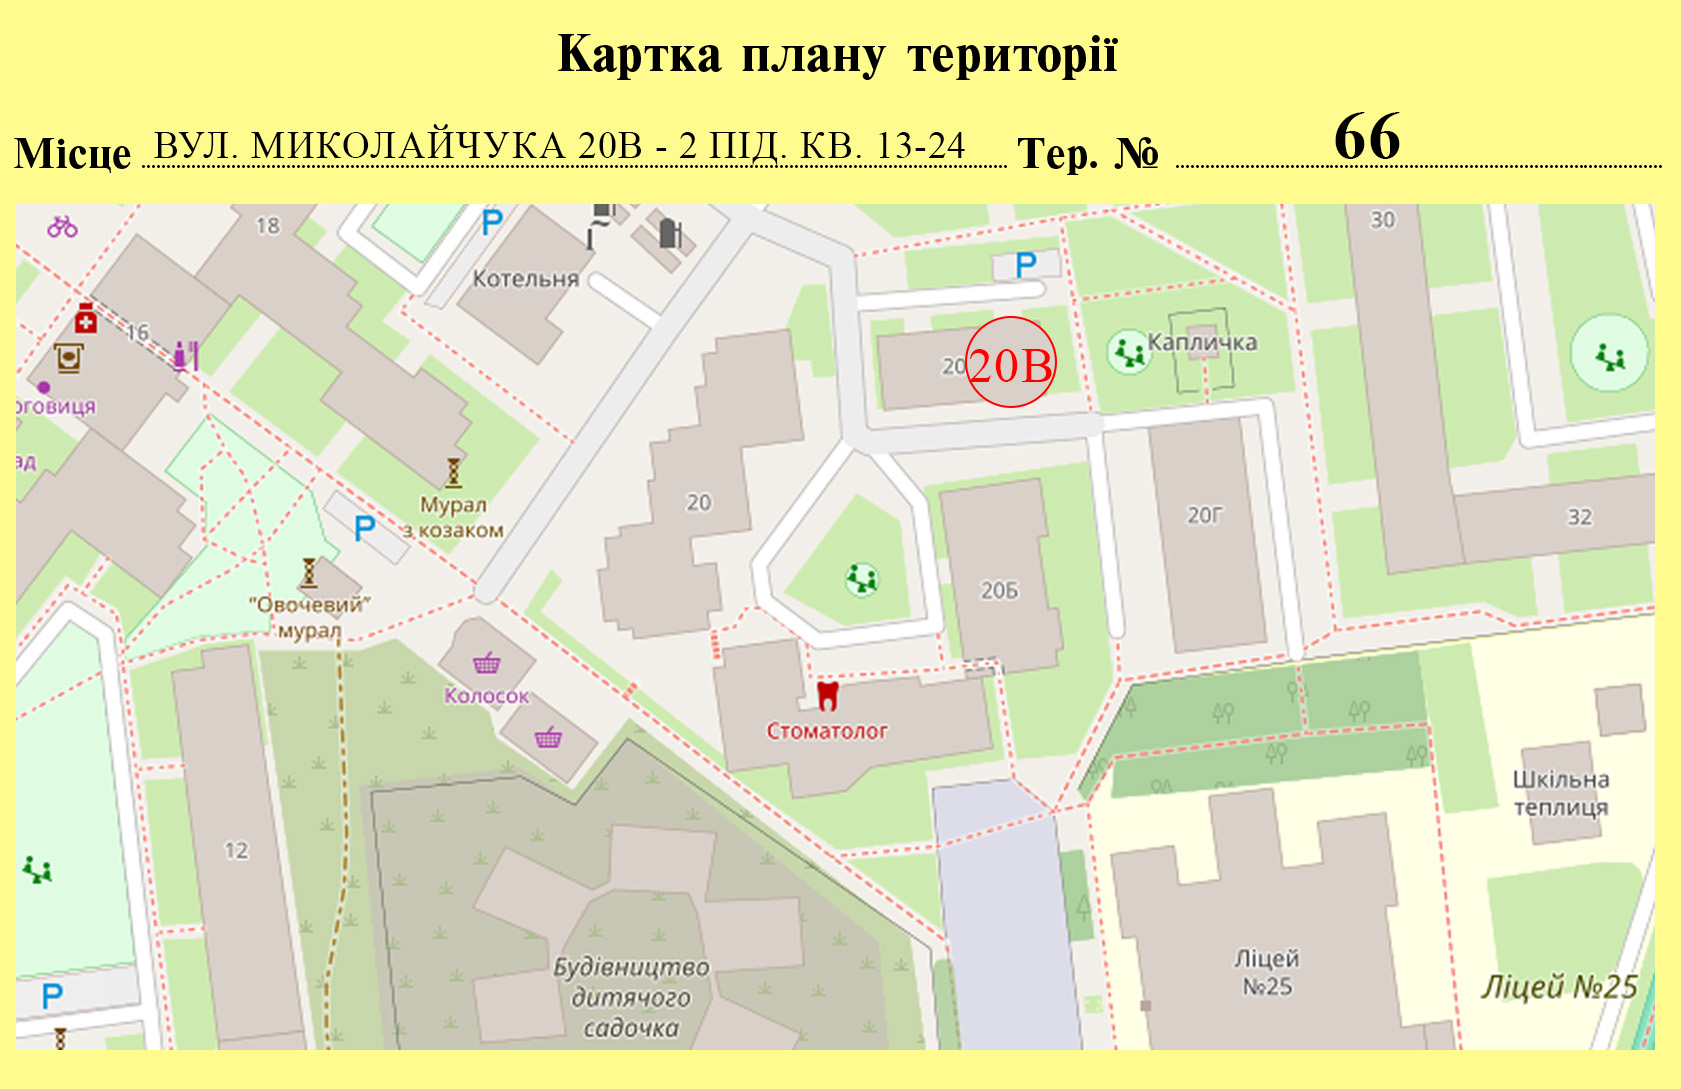 Картка плану території
Місце ВУЛ. МИКОЛАЙЧУКА 20В - 2 ПІД. КВ. 13-24 Тер. № 66
18
P
Котельня
P
30
16
20
20В
Капличка
оговиця
ад
Мурал
з козаком
20
20Г
32
P
"Овочевий"
мурал
20Б
Колосок
Стоматолог
Шкільна
теплиця
12
Будівництво
дитячого
садочка
Ліцей
№25
Ліцей №25
P